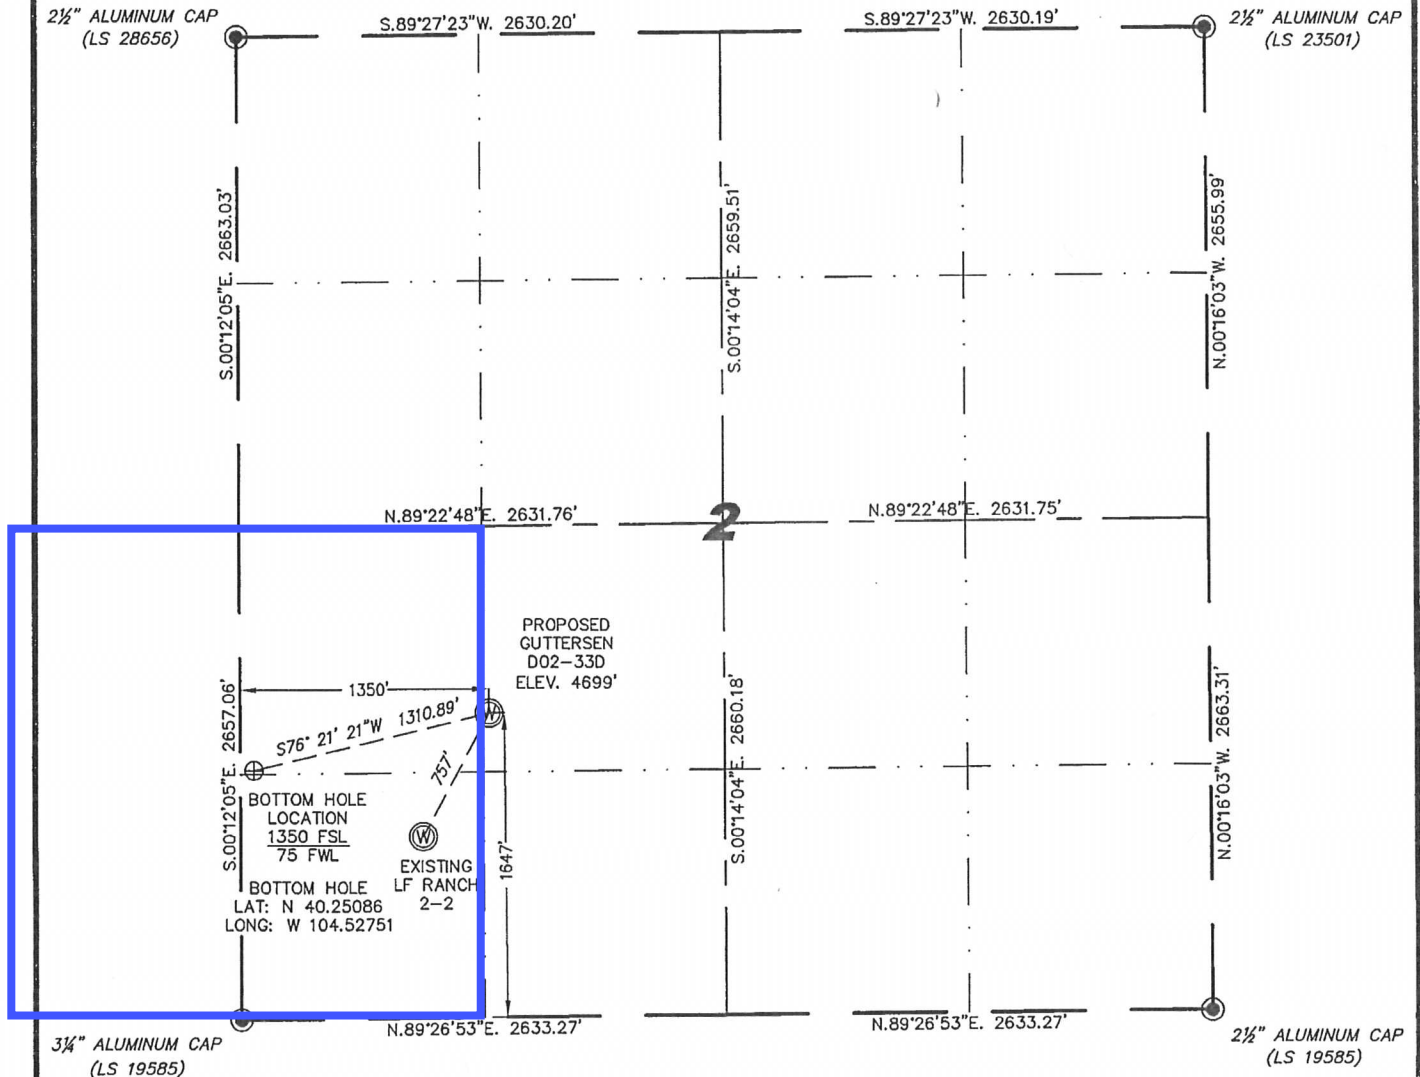 2½" ALUMINUM CAP
(LS 28656)
S.89°27'23"W. 2630.20'
S.89°27'23"W. 2630.19'
2½" ALUMINUM CAP
(LS 23501)
S.00°12'05"E. 2663.03'
S.00°14'04"E. 2659.51'
N.00°16'03"W. 2655.99'
N.89°22'48"E. 2631.76'
2
N.89°22'48"E. 2631.75'
PROPOSED
GUTTERSEN
D02-33D
ELEV. 4699'
1350'
S76° 21' 21"W 1310.89'
W
757'
S.00°12'05"E. 2657.06'
S.00°14'04"E. 2660.18'
N.00°16'03"W. 2663.31'
BOTTOM HOLE
LOCATION
1350 FSL
75 FWL
W
EXISTING
LF RANCH
2-2
1647'
BOTTOM HOLE
LAT: N 40.25086
LONG: W 104.52751
N.89°26'53"E. 2633.27'
N.89°26'53"E. 2633.27'
3¼" ALUMINUM CAP
(LS 19585)
2½" ALUMINUM CAP
(LS 19585)